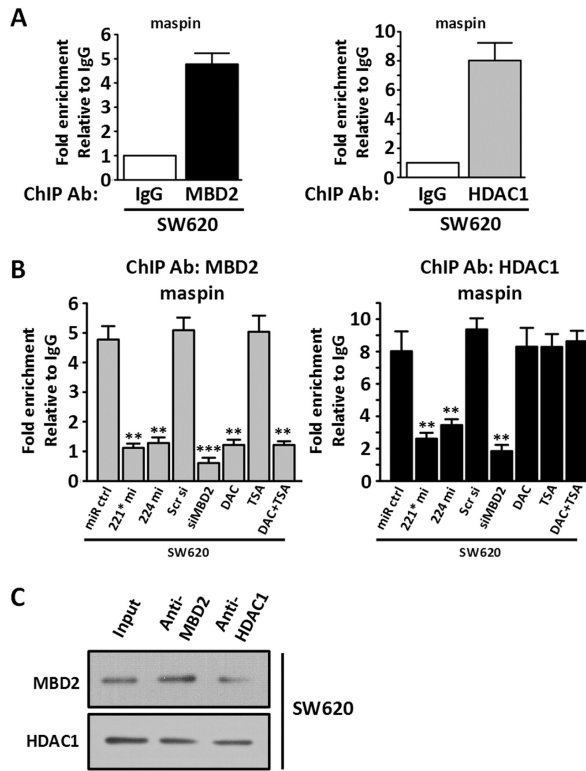 A
maspin
Fold enrichment
Relative to IgG
6
5
4
3
2
1
0
ChIP Ab: IgG MBD2
SW620
maspin
Fold enrichment
Relative to IgG
10
8
6
4
2
0
ChIP Ab: IgG HDAC1
SW620
B
ChIP Ab: MBD2
maspin
Fold enrichment
Relative to IgG
6
5
4
3
2
1
0
** ** *** ** **
miR ctrl
221* mi
224 mi
Scr si
siMBD2
DAC
TSA
DAC+TSA
SW620
ChIP Ab: HDAC1
maspin
Fold enrichment
Relative to IgG
10
8
6
4
2
0
** ** **
miR ctrl
221* mi
224 mi
Scr si
siMBD2
DAC
TSA
DAC+TSA
SW620
C
Input
Anti-
MBD2
Anti-
HDAC1
MBD2
HDAC1
SW620